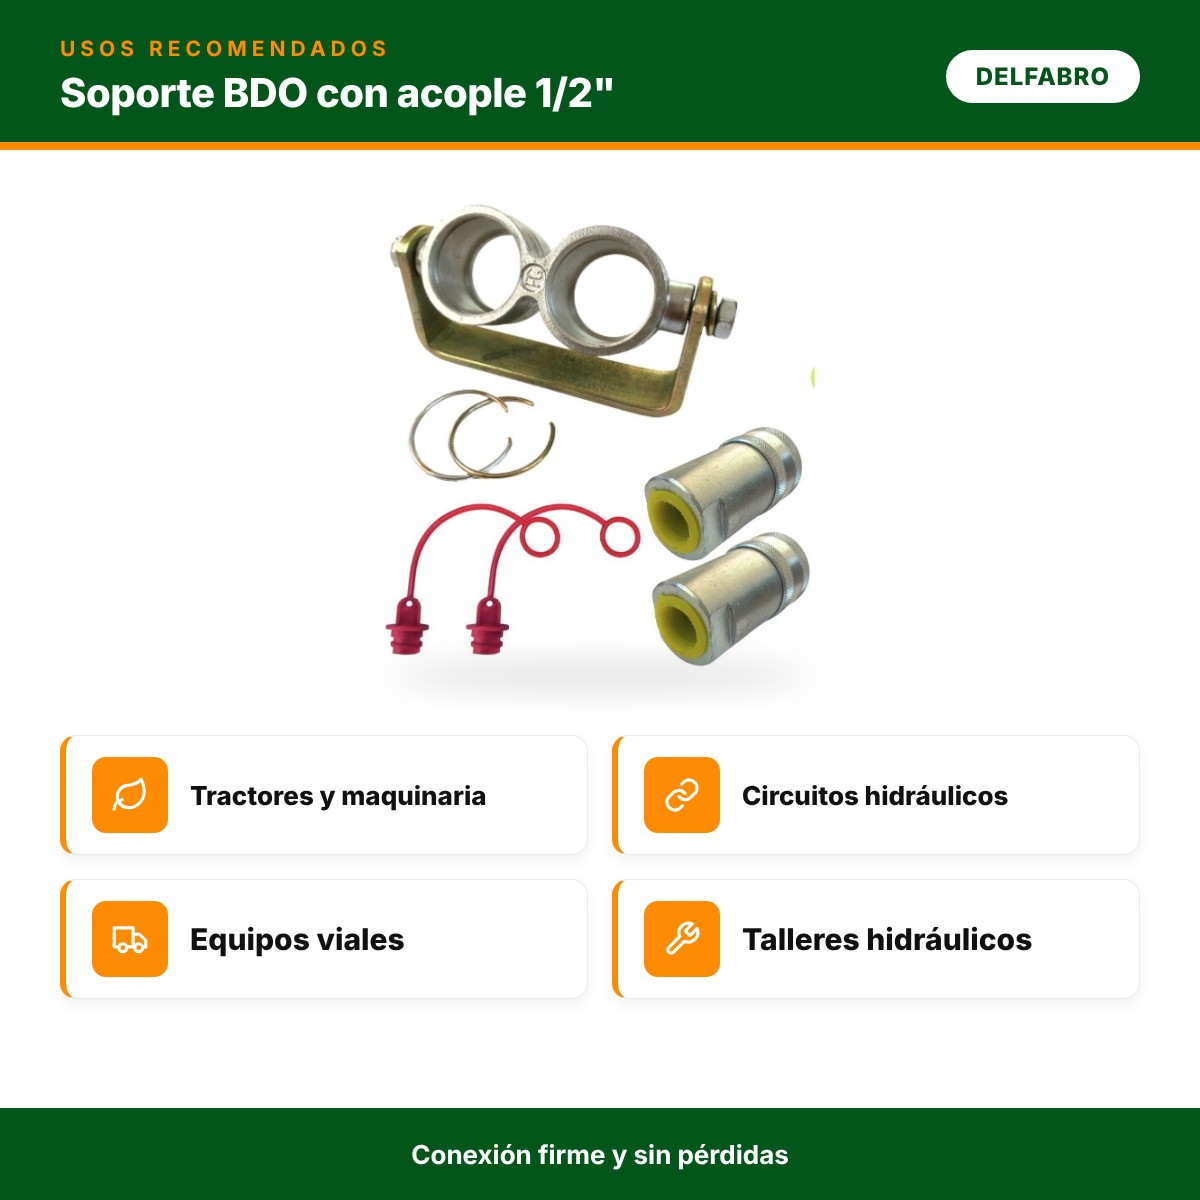 USOS RECOMENDADOS
Soporte BDO con acople 1/2"
DELFABRO
FG
Tractores y maquinaria
Circuitos hidráulicos
Equipos viales
Talleres hidráulicos
Conexión firme y sin pérdidas